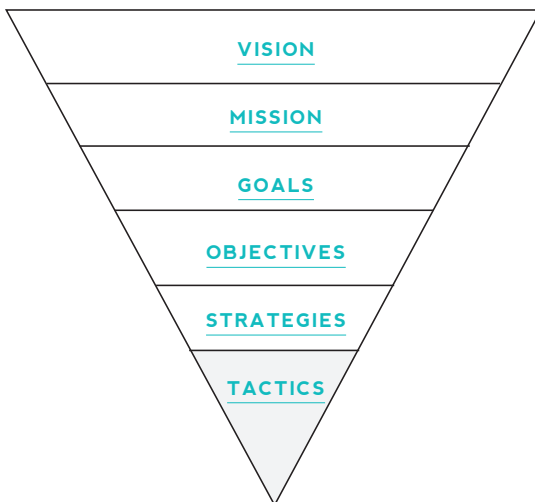 VISION
MISSION
GOALS
OBJECTIVES
STRATEGIES
TACTICS